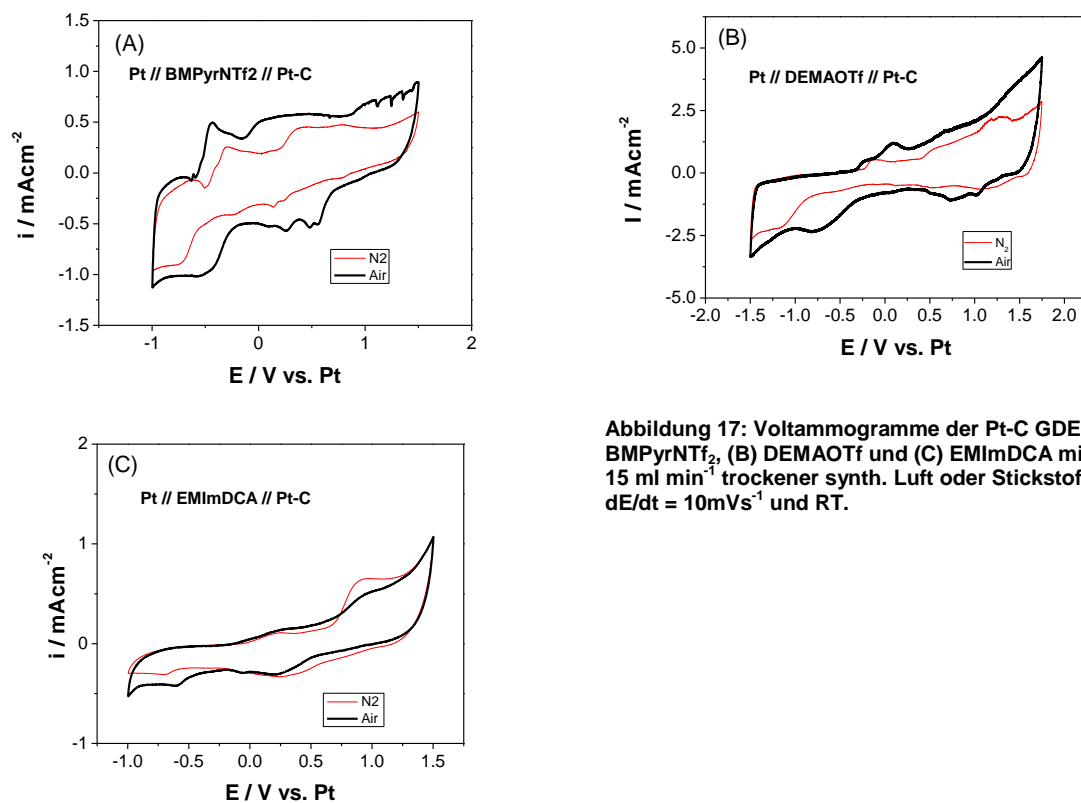 (A)
Pt // BMPyrNTf2 // Pt-C
1.5
1.0
0.5
0.0
-0.5
-1.0
-1.5
i / mAcm⁻²
N2
Air
-1
0
1
2
E / V vs. Pt
(B)
Pt // DEMAOTf // Pt-C
5.0
2.5
0.0
-2.5
-5.0
I / mAcm⁻²
N₂
Air
-2.0 -1.5 -1.0 -0.5 0.0 0.5 1.0 1.5 2.0
E / V vs. Pt
(C)
Pt // EMImDCA // Pt-C
2
1
0
-1
i / mAcm⁻²
N2
Air
-1.0 -0.5 0.0 0.5 1.0 1.5
E / V vs. Pt
Abbildung 17: Voltammogramme der Pt-C GDE
BMPyrNTf₂, (B) DEMAOTf und (C) EMImDCA mi
15 ml min⁻¹ trockener synth. Luft oder Stickstof
dE/dt = 10mVs⁻¹ und RT.